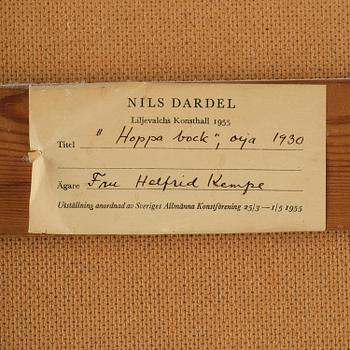 NILS DARDEL
Liljevalchs Konsthall 1955
Titel "Hoppa bock", olja 1930
Ägare Fru Helfrid Kempe
Utställning anordnad av Sveriges Allmänna Konstförening 25/3 — 1/5 1955